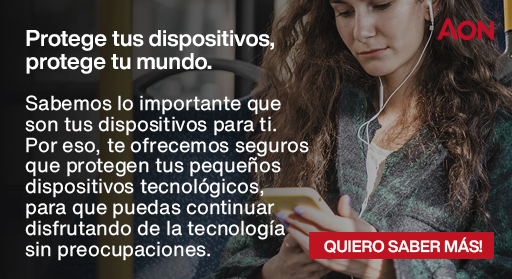 AON
Protege tus dispositivos,
protege tu mundo.
Sabemos lo importante que
son tus dispositivos para ti.
Por eso, te ofrecemos seguros
que protegen tus pequeños
dispositivos tecnológicos,
para que puedas continuar
disfrutando de la tecnología
sin preocupaciones.
QUIERO SABER MÁS!